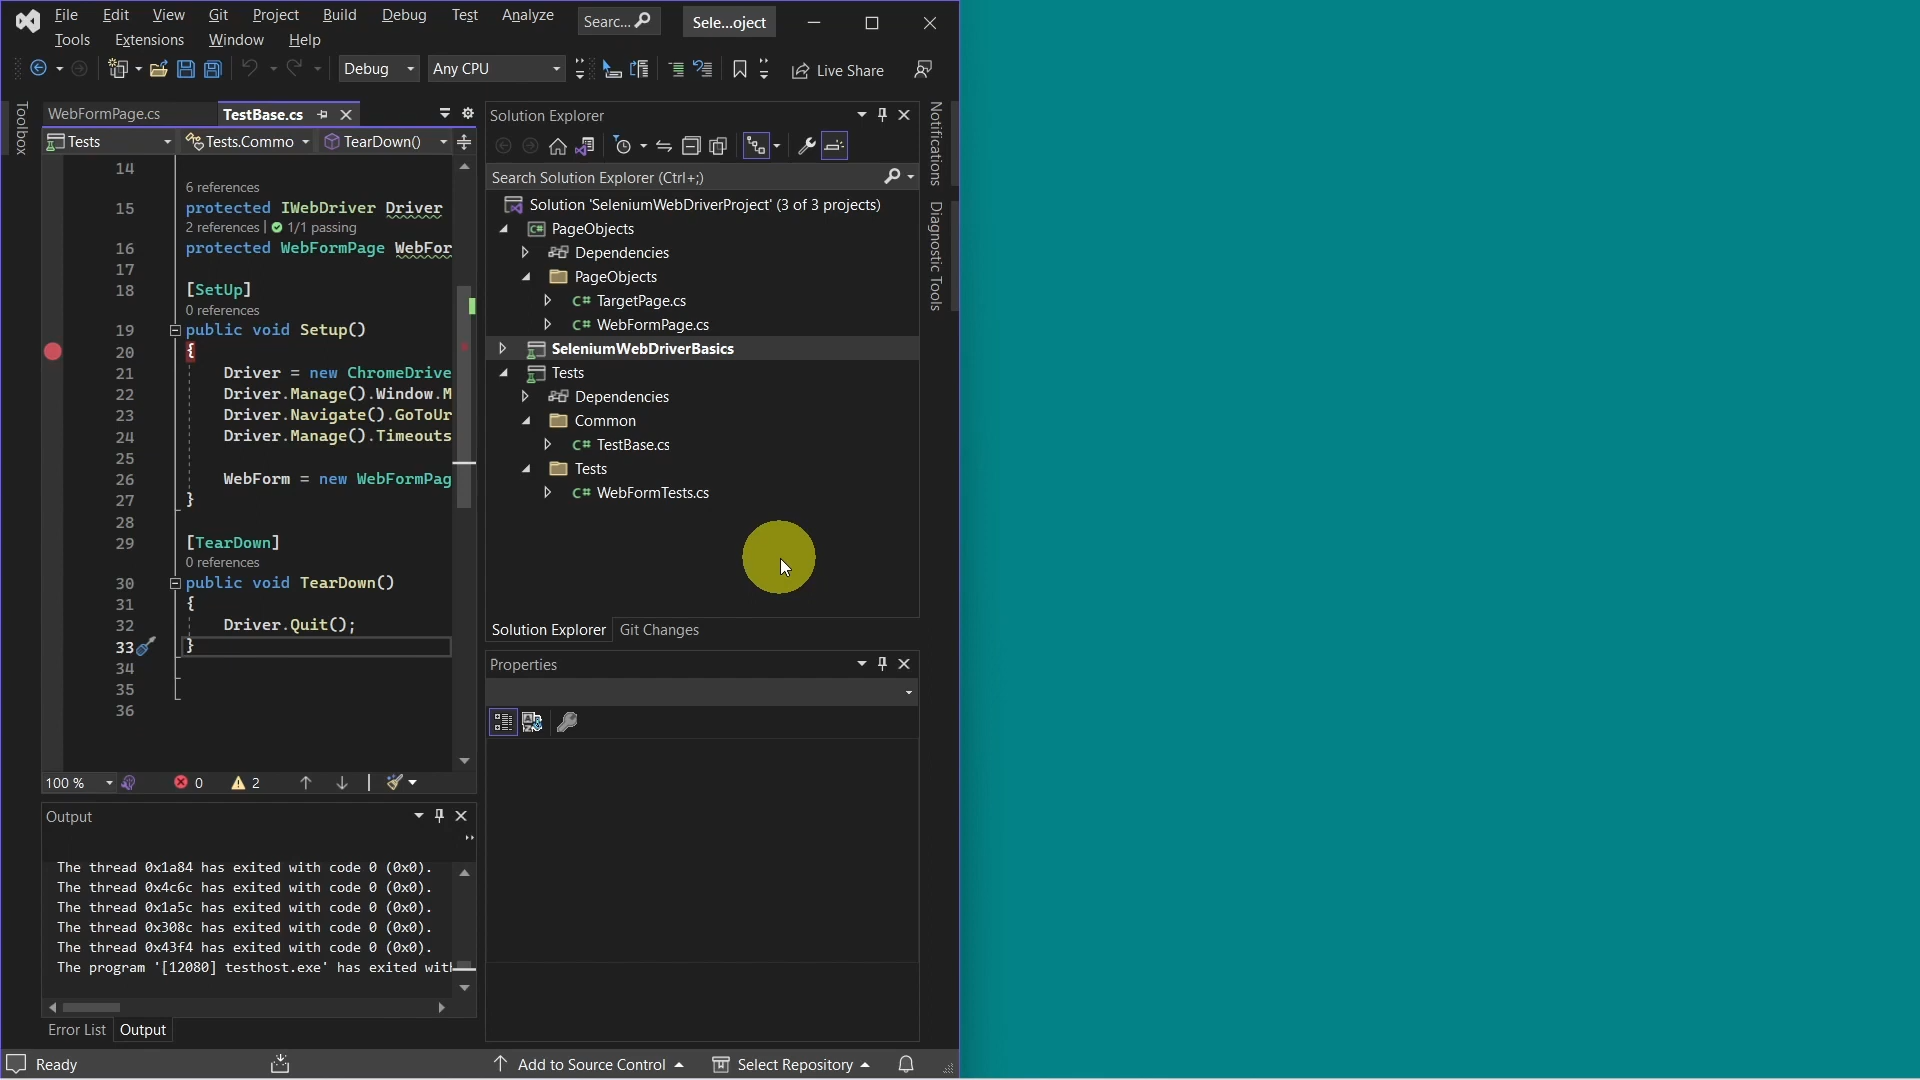 File Edit View Git Project Build Debug Test Analyze Searc... Sele...oject
Tools Extensions Window Help
Debug Any CPU Live Share
Toolbox
WebFormPage.cs TestBase.cs
Tests Tests.Commo TearDown()
14
6 references
15 protected IWebDriver Driver
2 references | 1/1 passing
16 protected WebFormPage WebFor
17
18 [SetUp]
0 references
19 public void Setup()
20 {
21 Driver = new ChromeDrive
22 Driver.Manage().Window.M
23 Driver.Navigate().GoToUr
24 Driver.Manage().Timeouts
25
26 WebForm = new WebFormPag
27 }
28
29 [TearDown]
0 references
30 public void TearDown()
31 {
32 Driver.Quit();
33 }
34
35
36
100 % 0 2
Output
The thread 0x1a84 has exited with code 0 (0x0).
The thread 0x4c6c has exited with code 0 (0x0).
The thread 0x1a5c has exited with code 0 (0x0).
The thread 0x308c has exited with code 0 (0x0).
The thread 0x43f4 has exited with code 0 (0x0).
The program '[12080] testhost.exe' has exited wit
Error List Output
Solution Explorer
Search Solution Explorer (Ctrl+;)
Solution 'SeleniumWebDriverProject' (3 of 3 projects)
C# PageObjects
Dependencies
PageObjects
C# TargetPage.cs
C# WebFormPage.cs
SeleniumWebDriverBasics
Tests
Dependencies
Common
C# TestBase.cs
Tests
C# WebFormTests.cs
Solution Explorer Git Changes
Properties
Notifications
Diagnostic Tools
Ready Add to Source Control Select Repository